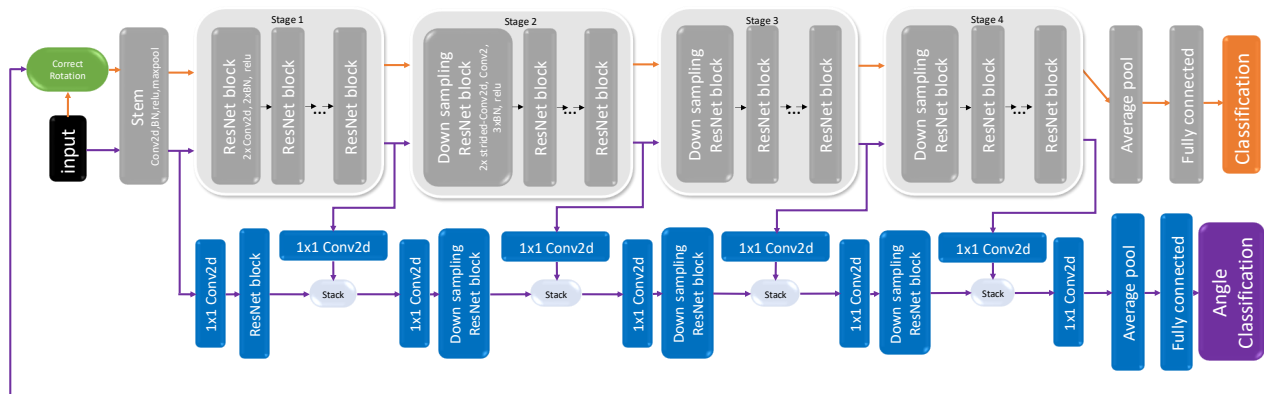 Stage 1
Stage 2
Stage 3
Stage 4
Correct
Rotation
input
Stem
Conv2d,BN,relu,maxpool
ResNet block
2x Conv2d, 2xBN, relu
ResNet block
...
ResNet block
Down sampling
ResNet block
2x strided-Conv2d, Conv2,
3 xBN, relu
ResNet block
...
ResNet block
Down sampling
ResNet block
ResNet block
...
ResNet block
Down sampling
ResNet block
ResNet block
...
ResNet block
Average pool
Fully connected
Classification
1x1 Conv2d
ResNet block
1x1 Conv2d
Stack
1x1 Conv2d
Down sampling
ResNet block
1x1 Conv2d
Stack
1x1 Conv2d
Down sampling
ResNet block
1x1 Conv2d
Stack
1x1 Conv2d
Down sampling
ResNet block
1x1 Conv2d
Stack
1x1 Conv2d
Average pool
Fully connected
Angle
Classification